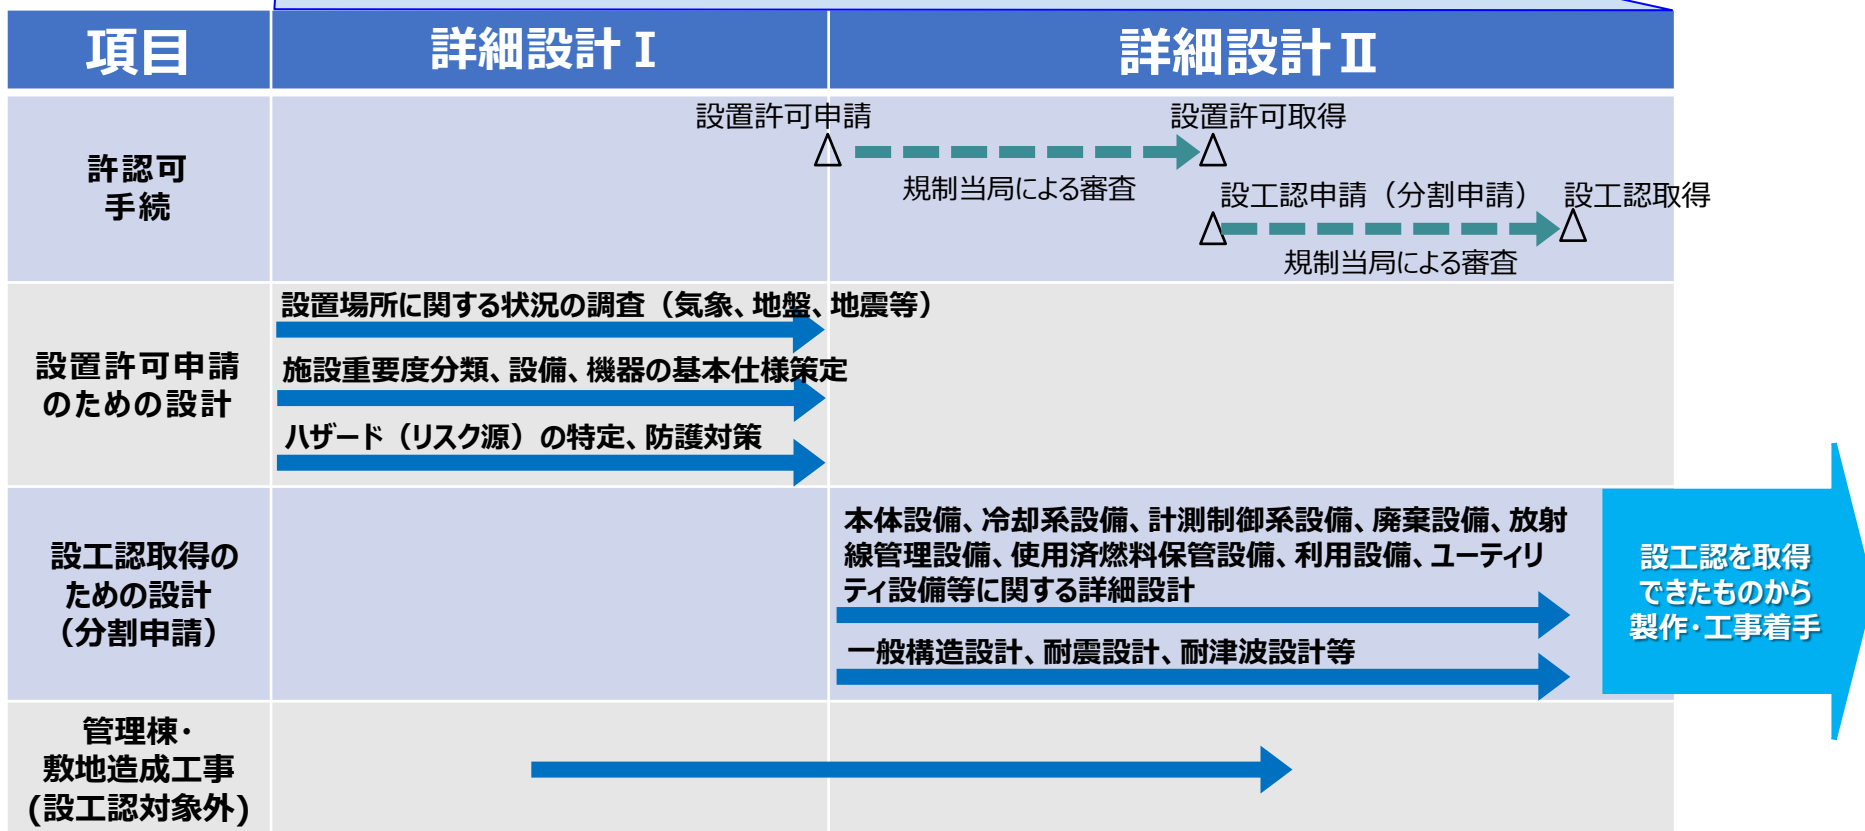 項目
詳細設計Ⅰ
詳細設計Ⅱ
許認可
手続
設置許可申請
設置許可取得
規制当局による審査
設工認申請（分割申請）
設工認取得
規制当局による審査
設置許可申請
のための設計
設置場所に関する状況の調査（気象、地盤、地震等）
施設重要度分類、設備、機器の基本仕様策定
ハザード（リスク源）の特定、防護対策
設工認取得の
ための設計
（分割申請）
本体設備、冷却系設備、計測制御系設備、廃棄設備、放射
線管理設備、使用済燃料保管設備、利用設備、ユーティリ
ティ設備等に関する詳細設計
一般構造設計、耐震設計、耐津波設計等
設工認を取得
できたものから
製作・工事着手
管理棟・
敷地造成工事
(設工認対象外)